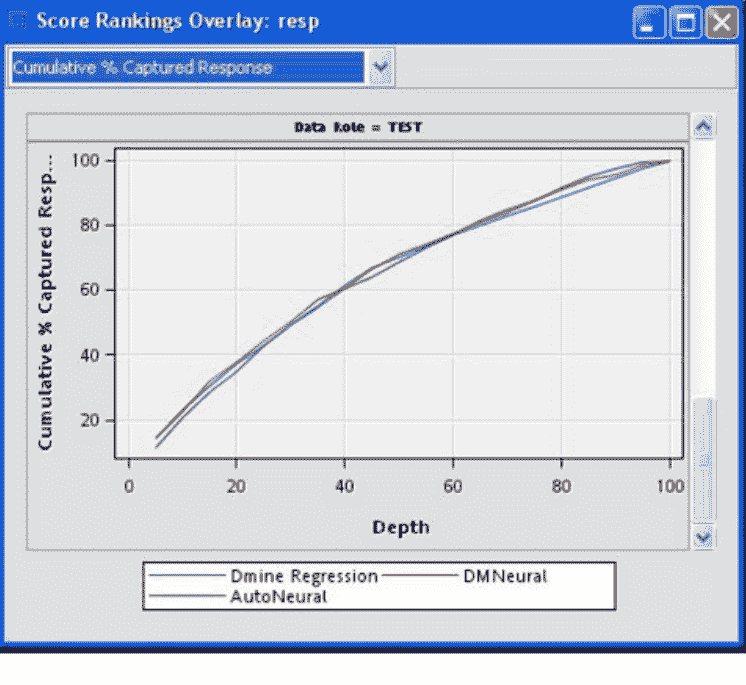 Score Rankings Overlay: resp
Cumulative % Captured Response
Data Role = TEST
Cumulative % Captured Resp...
100
80
60
40
20
0 20 40 60 80 100
Depth
Dmine Regression DMNeural
AutoNeural